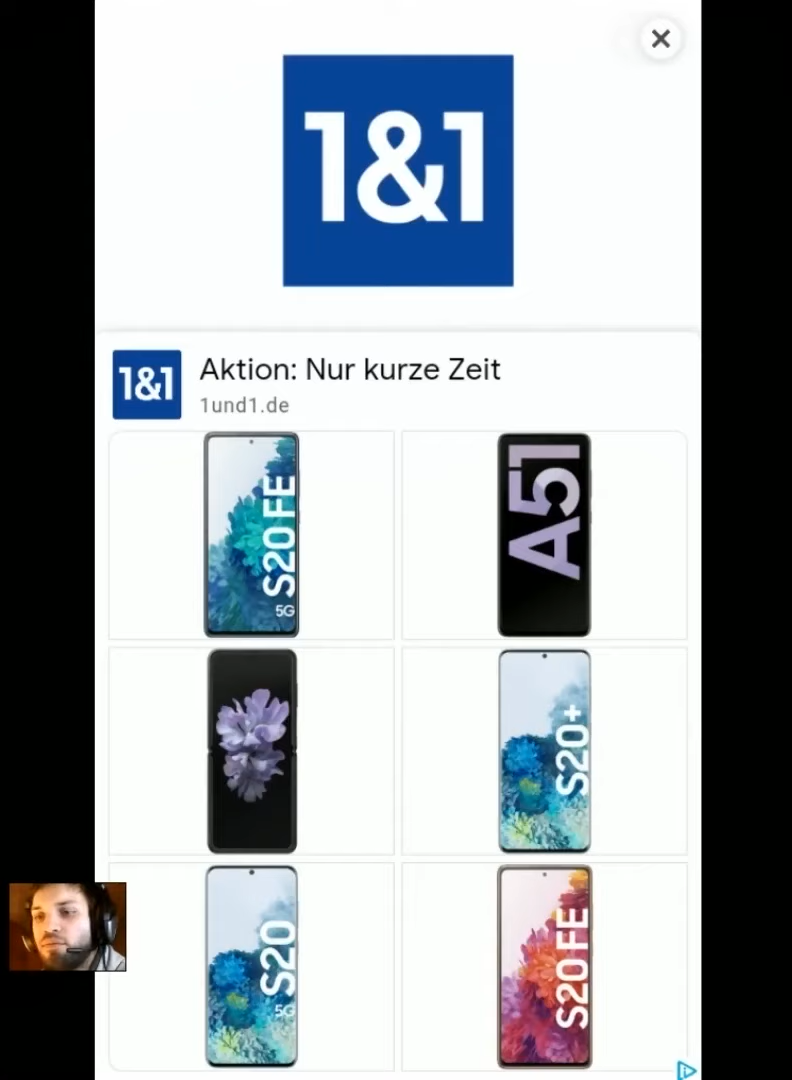 1&1
1&1
Aktion: Nur kurze Zeit
1und1.de
S20 FE
5G
A51
S20+
S20
5G
S20 FE